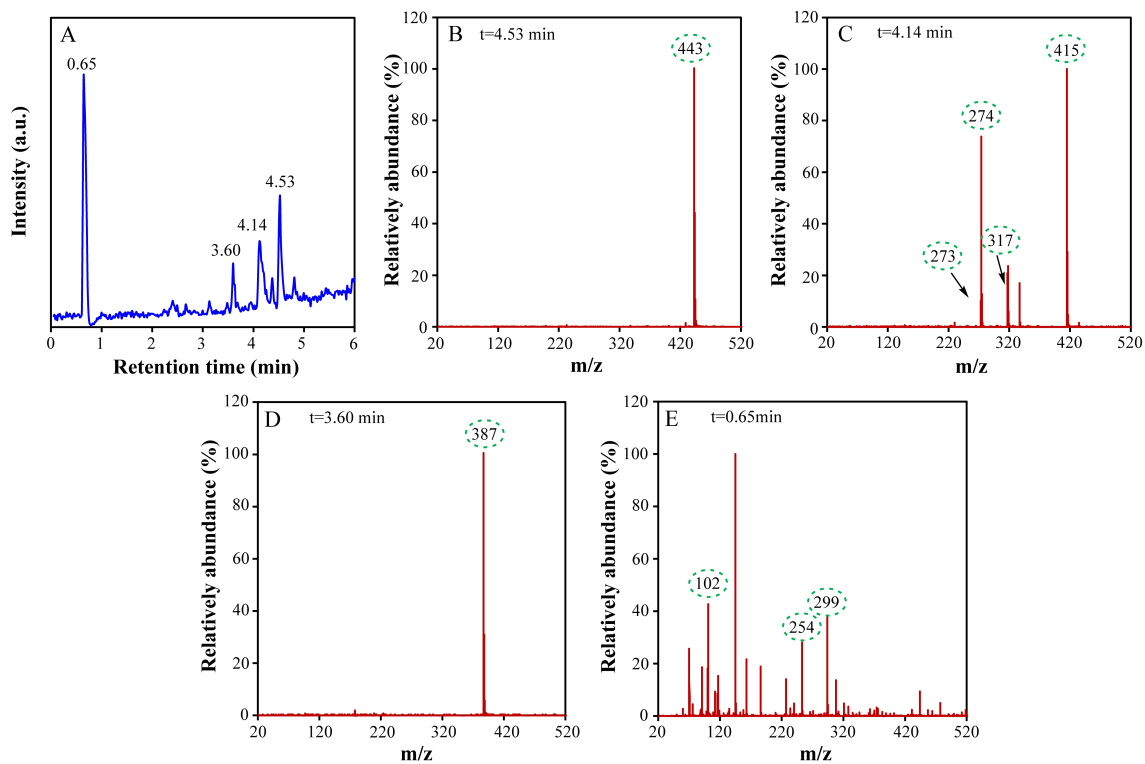 A
0.65
3.60
4.14
4.53
Intensity (a.u.)
0 1 2 3 4 5 6
Retention time (min)
B t=4.53 min
443
Relatively abundance (%)
120
100
80
60
40
20
0
20 120 220 320 420 520
m/z
C t=4.14 min
415
274
273
317
Relatively abundance (%)
120
100
80
60
40
20
0
20 120 220 320 420 520
m/z
D t=3.60 min
387
Relatively abundance (%)
120
100
80
60
40
20
0
20 120 220 320 420 520
m/z
E t=0.65min
102
254
299
Relatively abundance (%)
120
100
80
60
40
20
0
20 120 220 320 420 520
m/z